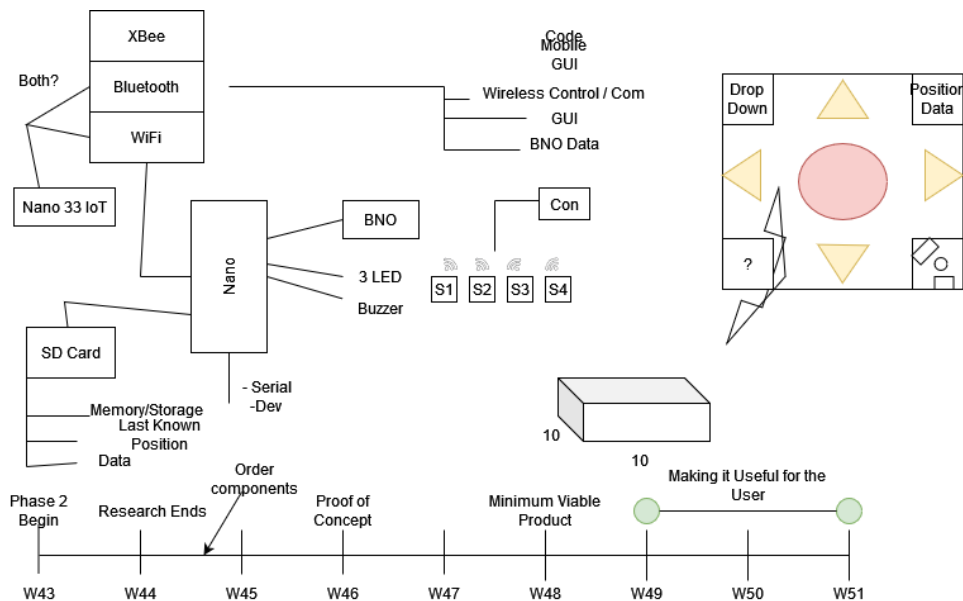 XBee
Both?
Bluetooth
WiFi
Nano 33 IoT
Code
Mobile
GUI
Wireless Control / Com
GUI
BNO Data
Drop
Down
Position
Data
?
Nano
BNO
3 LED
Buzzer
Con
S1
S2
S3
S4
SD Card
- Serial
-Dev
Memory/Storage
Last Known
Position
Data
10
10
Phase 2
Begin
Research Ends
Order
components
Proof of
Concept
Minimum Viable
Product
Making it Useful for the
User
W43
W44
W45
W46
W47
W48
W49
W50
W51